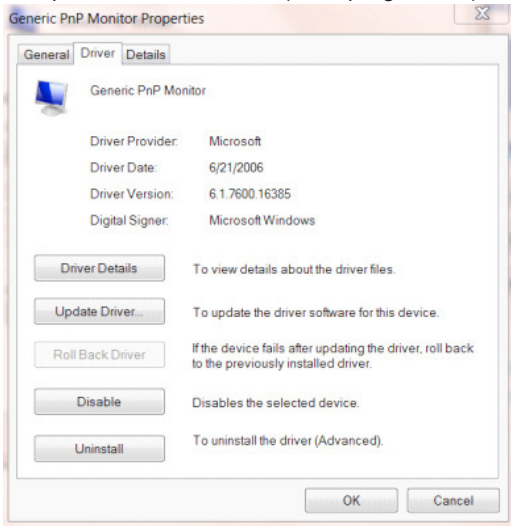 Generic PnP Monitor Properties
General Driver Details
Generic PnP Monitor
Driver Provider: Microsoft
Driver Date: 6/21/2006
Driver Version: 6.1.7600.16385
Digital Signer: Microsoft Windows
Driver Details To view details about the driver files.
Update Driver... To update the driver software for this device.
Roll Back Driver If the device fails after updating the driver, roll back
to the previously installed driver.
Disable Disables the selected device.
Uninstall To uninstall the driver (Advanced).
OK Cancel